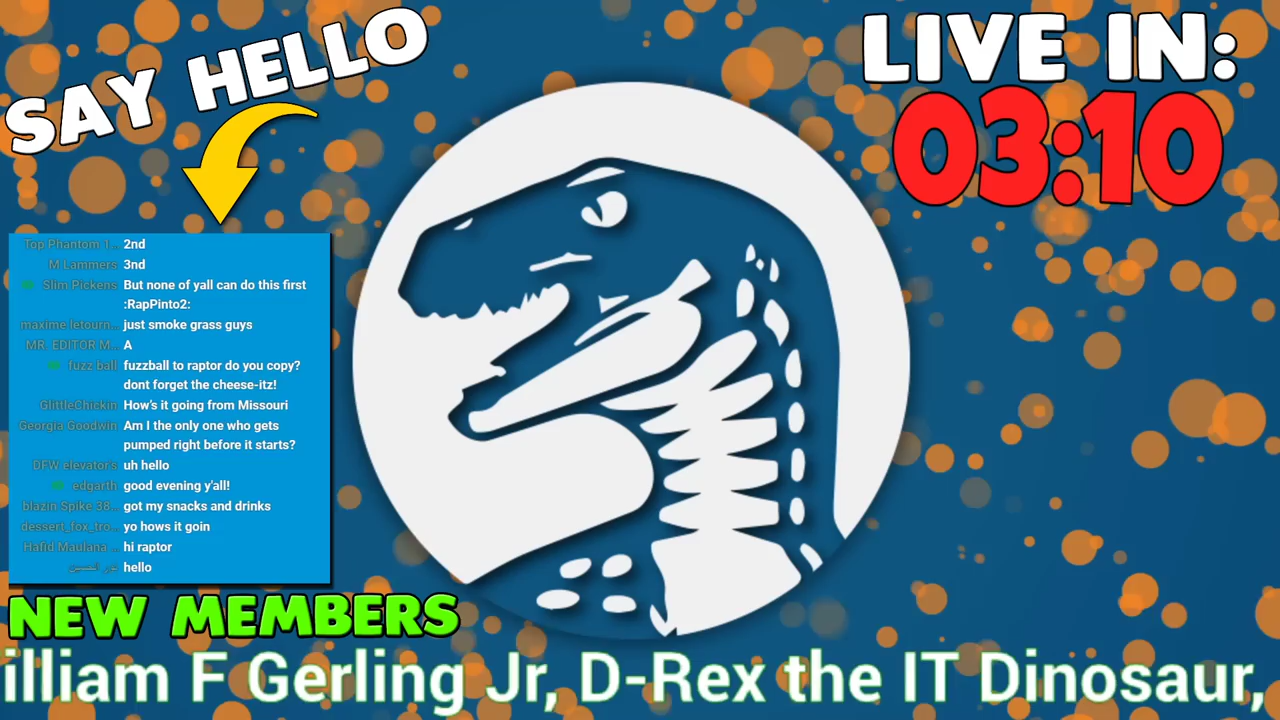 SAY HELLO
LIVE IN:
03:10
Top Phantom 1... 2nd
M Lammers 3nd
Slim Pickens But none of yall can do this first
:RapPinto2:
maxime letourn... just smoke grass guys
MR. EDITOR M... A
fuzz ball fuzzball to raptor do you copy?
dont forget the cheese-itz!
GlittleChickin How's it going from Missouri
Georgia Goodwin Am I the only one who gets
pumped right before it starts?
DFW elevators uh hello
edgarth good evening y'all!
blazin Spike 38... got my snacks and drinks
dessert_fox_tro... yo hows it goin
Hafid Maulana ... hi raptor
hello
NEW MEMBERS
illiam F Gerling Jr, D-Rex the IT Dinosaur,